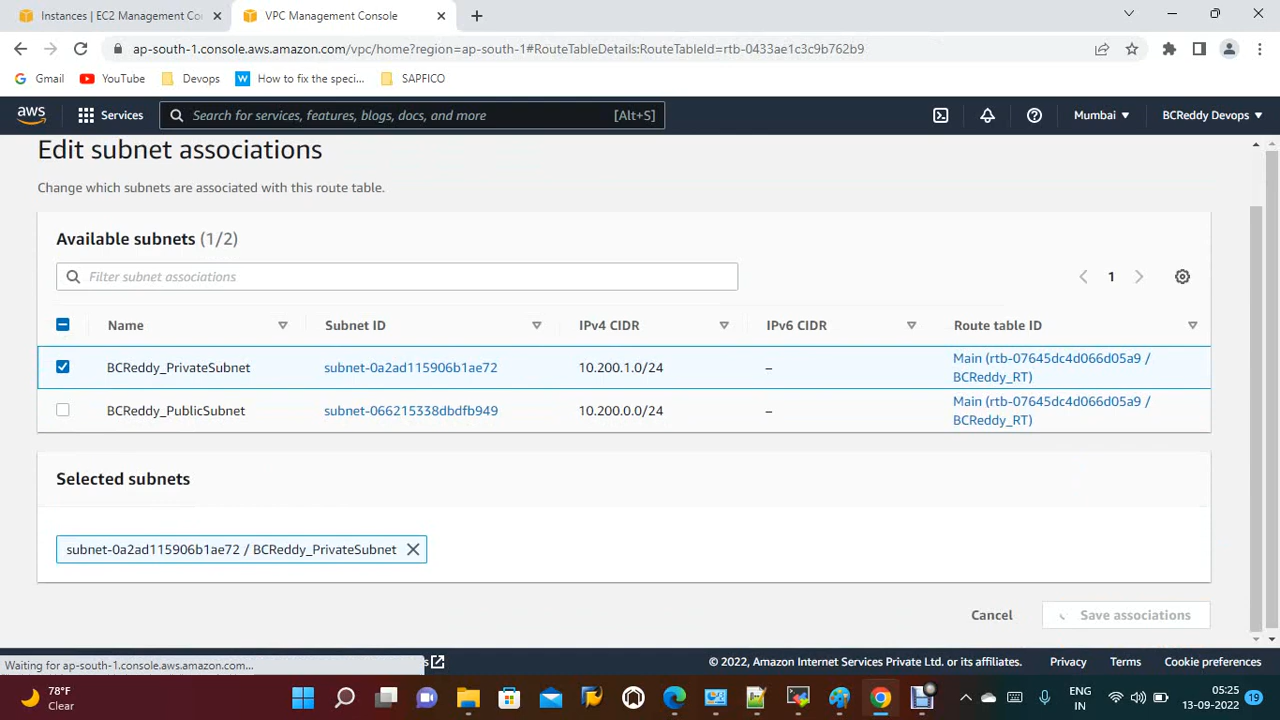 Instances | EC2 Management Co
VPC Management Console
ap-south-1.console.aws.amazon.com/vpc/home?region=ap-south-1#RouteTableDetails:RouteTableId=rtb-0433ae1c3c9b762b9
Gmail
YouTube
Devops
How to fix the speci...
SAPFICO
aws
Services
Search for services, features, blogs, docs, and more
[Alt+S]
Mumbai
BCReddy Devops
Edit subnet associations
Change which subnets are associated with this route table.
Available subnets (1/2)
Filter subnet associations
1
Name
Subnet ID
IPv4 CIDR
IPv6 CIDR
Route table ID
BCReddy_PrivateSubnet
subnet-0a2ad115906b1ae72
10.200.1.0/24
–
Main (rtb-07645dc4d066d05a9 /
BCReddy_RT)
BCReddy_PublicSubnet
subnet-066215338dbdfb949
10.200.0.0/24
–
Main (rtb-07645dc4d066d05a9 /
BCReddy_RT)
Selected subnets
subnet-0a2ad115906b1ae72 / BCReddy_PrivateSubnet
Cancel
Save associations
Waiting for ap-south-1.console.aws.amazon.com...
© 2022, Amazon Internet Services Private Ltd. or its affiliates.
Privacy
Terms
Cookie preferences
78°F
Clear
ENG
IN
05:25
13-09-2022
19